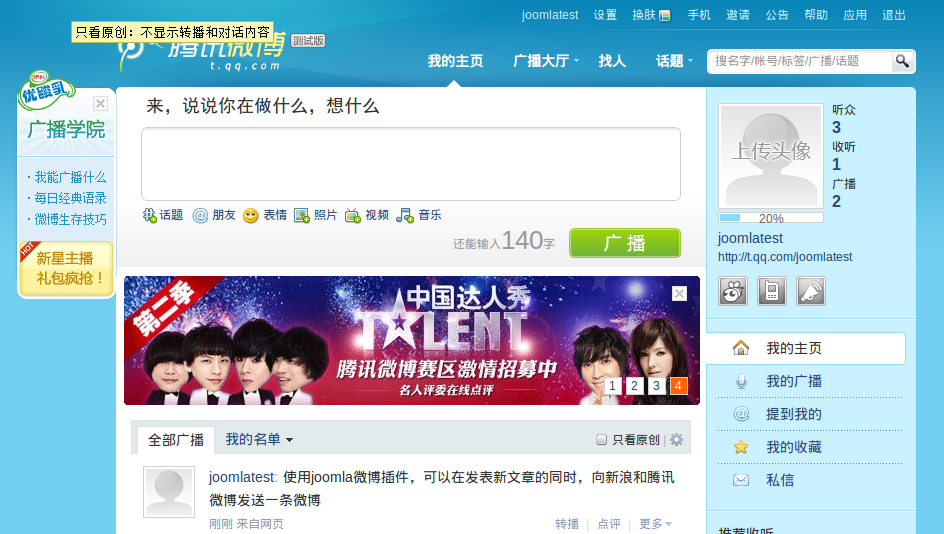 joomlatest 设置 换肤 手机 邀请 公告 帮助 应用 退出
只看原创：不显示转播和对话内容
腾讯微博 测试版
t.qq.com
我的主页 广播大厅 找人 话题 搜名字/帐号/标签/广播/话题
优酸乳
广播学院
· 我能广播什么
· 每日经典语录
· 微博生存技巧
HOT
新星主播
礼包疯抢！
来，说说你在做什么，想什么
话题 朋友 表情 照片 视频 音乐
还能输入140字 广播
第二季
中国达人秀
TALENT
腾讯微博赛区激情招募中
名人评委在线点评
1 2 3 4
全部广播 我的名单 只看原创
joomlatest: 使用joomla微博插件，可以在发表新文章的同时，向新浪和腾讯
微博发送一条微博
刚刚 来自网页 转播 | 点评 | 更多
上传头像
听众
3
收听
1
广播
2
20%
joomlatest
http://t.qq.com/joomlatest
我的主页
我的广播
提到我的
我的收藏
私信
推荐收听